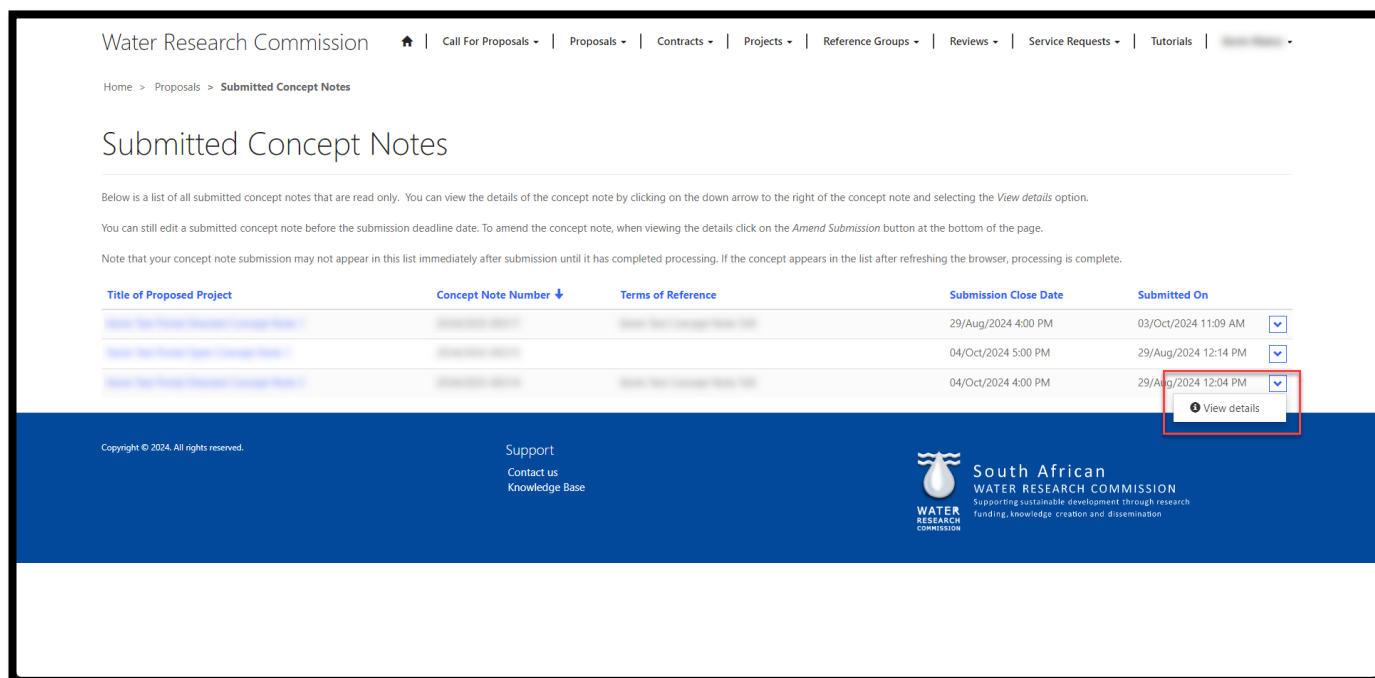 Water Research Commission | Call For Proposals | Proposals | Contracts | Projects | Reference Groups | Reviews | Service Requests | Tutorials |
Home > Proposals > Submitted Concept Notes
Submitted Concept Notes
Below is a list of all submitted concept notes that are read only. You can view the details of the concept note by clicking on the down arrow to the right of the concept note and selecting the View details option.
You can still edit a submitted concept note before the submission deadline date. To amend the concept note, when viewing the details click on the Amend Submission button at the bottom of the page.
Note that your concept note submission may not appear in this list immediately after submission until it has completed processing. If the concept appears in the list after refreshing the browser, processing is complete.
Title of Proposed Project Concept Note Number Terms of Reference Submission Close Date Submitted On
29/Aug/2024 4:00 PM 03/Oct/2024 11:09 AM
04/Oct/2024 5:00 PM 29/Aug/2024 12:14 PM
04/Oct/2024 4:00 PM 29/Aug/2024 12:04 PM
View details
Copyright © 2024. All rights reserved.
Support
Contact us
Knowledge Base
WATER
RESEARCH
COMMISSION
South African
WATER RESEARCH COMMISSION
Supporting sustainable development through research
funding, knowledge creation and dissemination